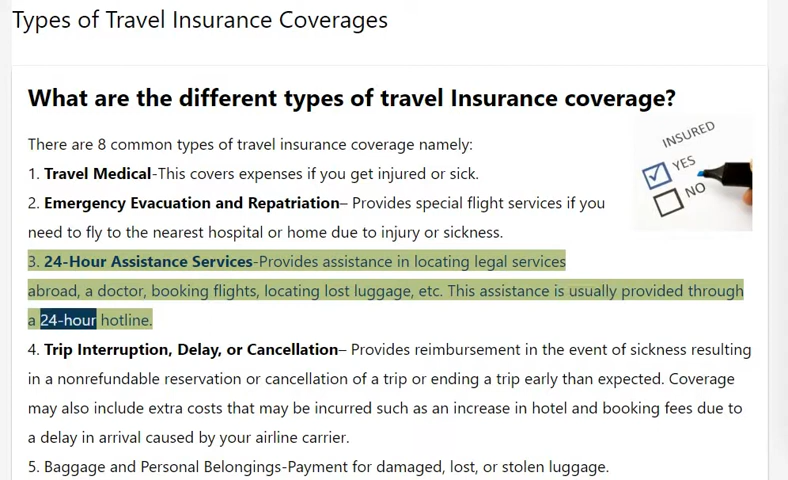 Types of Travel Insurance Coverages
What are the different types of travel Insurance coverage?
There are 8 common types of travel insurance coverage namely:
1. Travel Medical-This covers expenses if you get injured or sick.
2. Emergency Evacuation and Repatriation– Provides special flight services if you
need to fly to the nearest hospital or home due to injury or sickness.
3. 24-Hour Assistance Services-Provides assistance in locating legal services
abroad, a doctor, booking flights, locating lost luggage, etc. This assistance is usually provided through
a 24-hour hotline.
4. Trip Interruption, Delay, or Cancellation– Provides reimbursement in the event of sickness resulting
in a nonrefundable reservation or cancellation of a trip or ending a trip early than expected. Coverage
may also include extra costs that may be incurred such as an increase in hotel and booking fees due to
a delay in arrival caused by your airline carrier.
5. Baggage and Personal Belongings-Payment for damaged, lost, or stolen luggage.
INSURED
YES
NO